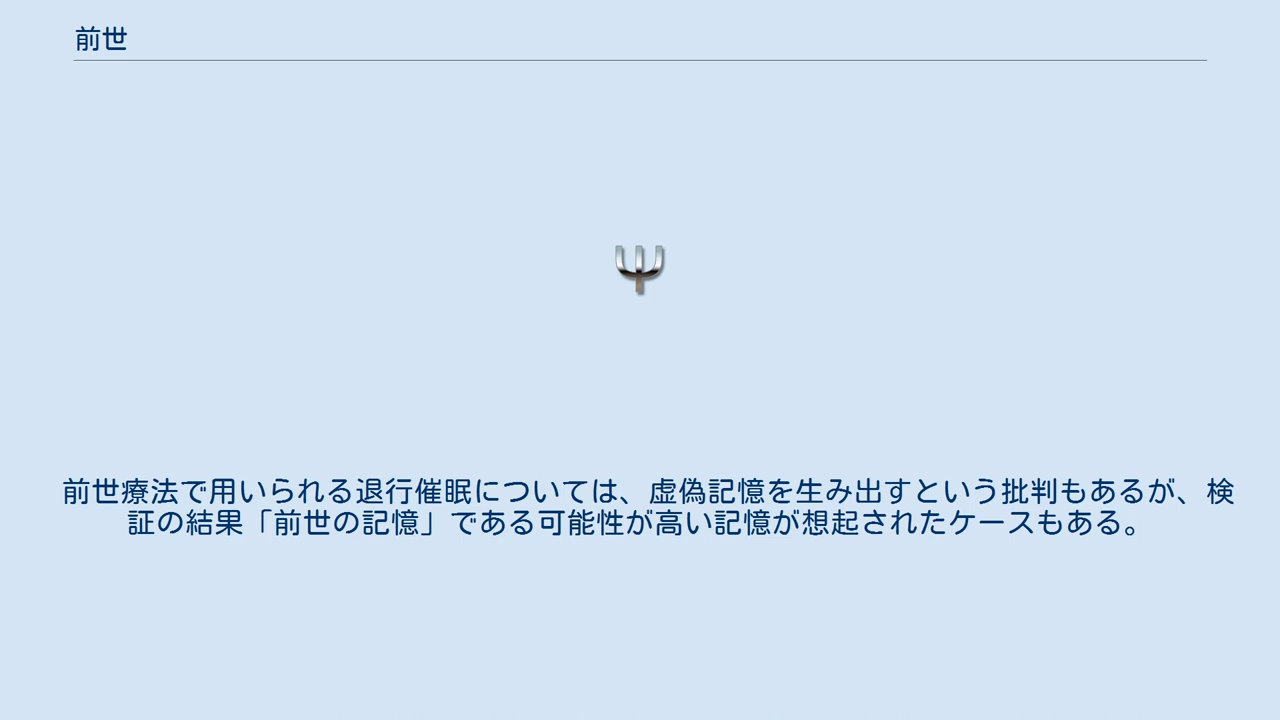 前世
Ψ
前世療法で用いられる退行催眠については、虚偽記憶を生み出すという批判もあるが、検
証の結果「前世の記憶」である可能性が高い記憶が想起されたケースもある。